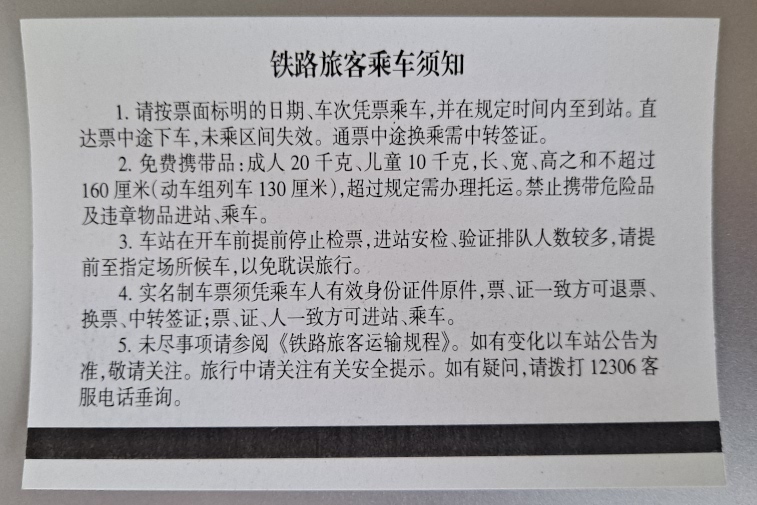 铁路旅客乘车须知
1. 请按票面标明的日期、车次凭票乘车,并在规定时间内至到站。直
达票中途下车,未乘区间失效。通票中途换乘需中转签证。
2. 免费携带品:成人 20 千克、儿童 10 千克,长、宽、高之和不超过
160 厘米(动车组列车 130 厘米),超过规定需办理托运。禁止携带危险品
及违章物品进站、乘车。
3. 车站在开车前提前停止检票,进站安检、验证排队人数较多,请提
前至指定场所候车,以免耽误旅行。
4. 实名制车票须凭乘车人有效身份证件原件,票、证一致方可退票、
换票、中转签证;票、证、人一致方可进站、乘车。
5. 未尽事项请参阅《铁路旅客运输规程》。如有变化以车站公告为
准,敬请关注。旅行中请关注有关安全提示。如有疑问,请拨打 12306 客
服电话垂询。